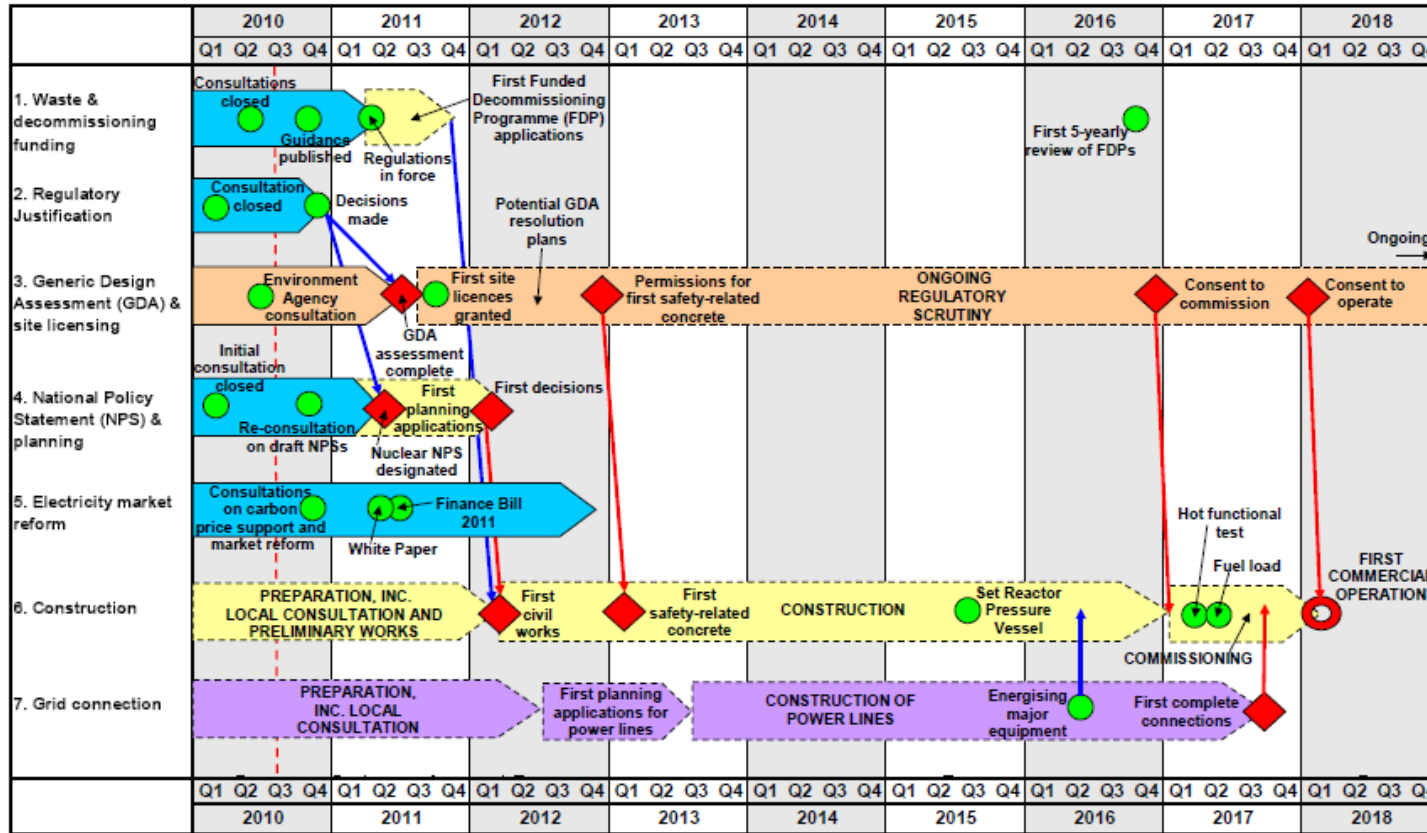 2010 2011 2012 2013 2014 2015 2016 2017 2018
Q1 Q2 Q3 Q4 Q1 Q2 Q3 Q4 Q1 Q2 Q3 Q4 Q1 Q2 Q3 Q4 Q1 Q2 Q3 Q4 Q1 Q2 Q3 Q4 Q1 Q2 Q3 Q4 Q1 Q2 Q3 Q4 Q1 Q2 Q3 Q4
1. Waste &
decommissioning
funding
Consultations
closed
Guidance
published
Regulations
in force
First Funded
Decommissioning
Programme (FDP)
applications
First 5-yearly
review of FDPs
2. Regulatory
Justification
Consultation
closed
Decisions
made
Potential GDA
resolution
plans
Ongoing
3. Generic Design
Assessment (GDA) &
site licensing
Environment
Agency
consultation
GDA
assessment
complete
First site
licences
granted
Permissions for
first safety-related
concrete
ONGOING
REGULATORY
SCRUTINY
Consent to
commission
Consent to
operate
4. National Policy
Statement (NPS) &
planning
Initial
consultation
closed
Re-consultation
on draft NPSs
Nuclear NPS
designated
First
planning
applications
First decisions
5. Electricity market
reform
Consultations
on carbon
price support and
market reform
White Paper
Finance Bill
2011
6. Construction
PREPARATION, INC.
LOCAL CONSULTATION AND
PRELIMINARY WORKS
First
civil
works
First
safety-related
concrete
CONSTRUCTION
Set Reactor
Pressure
Vessel
Hot functional
test
Fuel load
COMMISSIONING
FIRST
COMMERCIAL
OPERATION
7. Grid connection
PREPARATION,
INC. LOCAL
CONSULTATION
First planning
applications for
power lines
CONSTRUCTION OF
POWER LINES
Energising
major
equipment
First complete
connections
Q1 Q2 Q3 Q4 Q1 Q2 Q3 Q4 Q1 Q2 Q3 Q4 Q1 Q2 Q3 Q4 Q1 Q2 Q3 Q4 Q1 Q2 Q3 Q4 Q1 Q2 Q3 Q4 Q1 Q2 Q3 Q4 Q1 Q2 Q3 Q4
2010 2011 2012 2013 2014 2015 2016 2017 2018